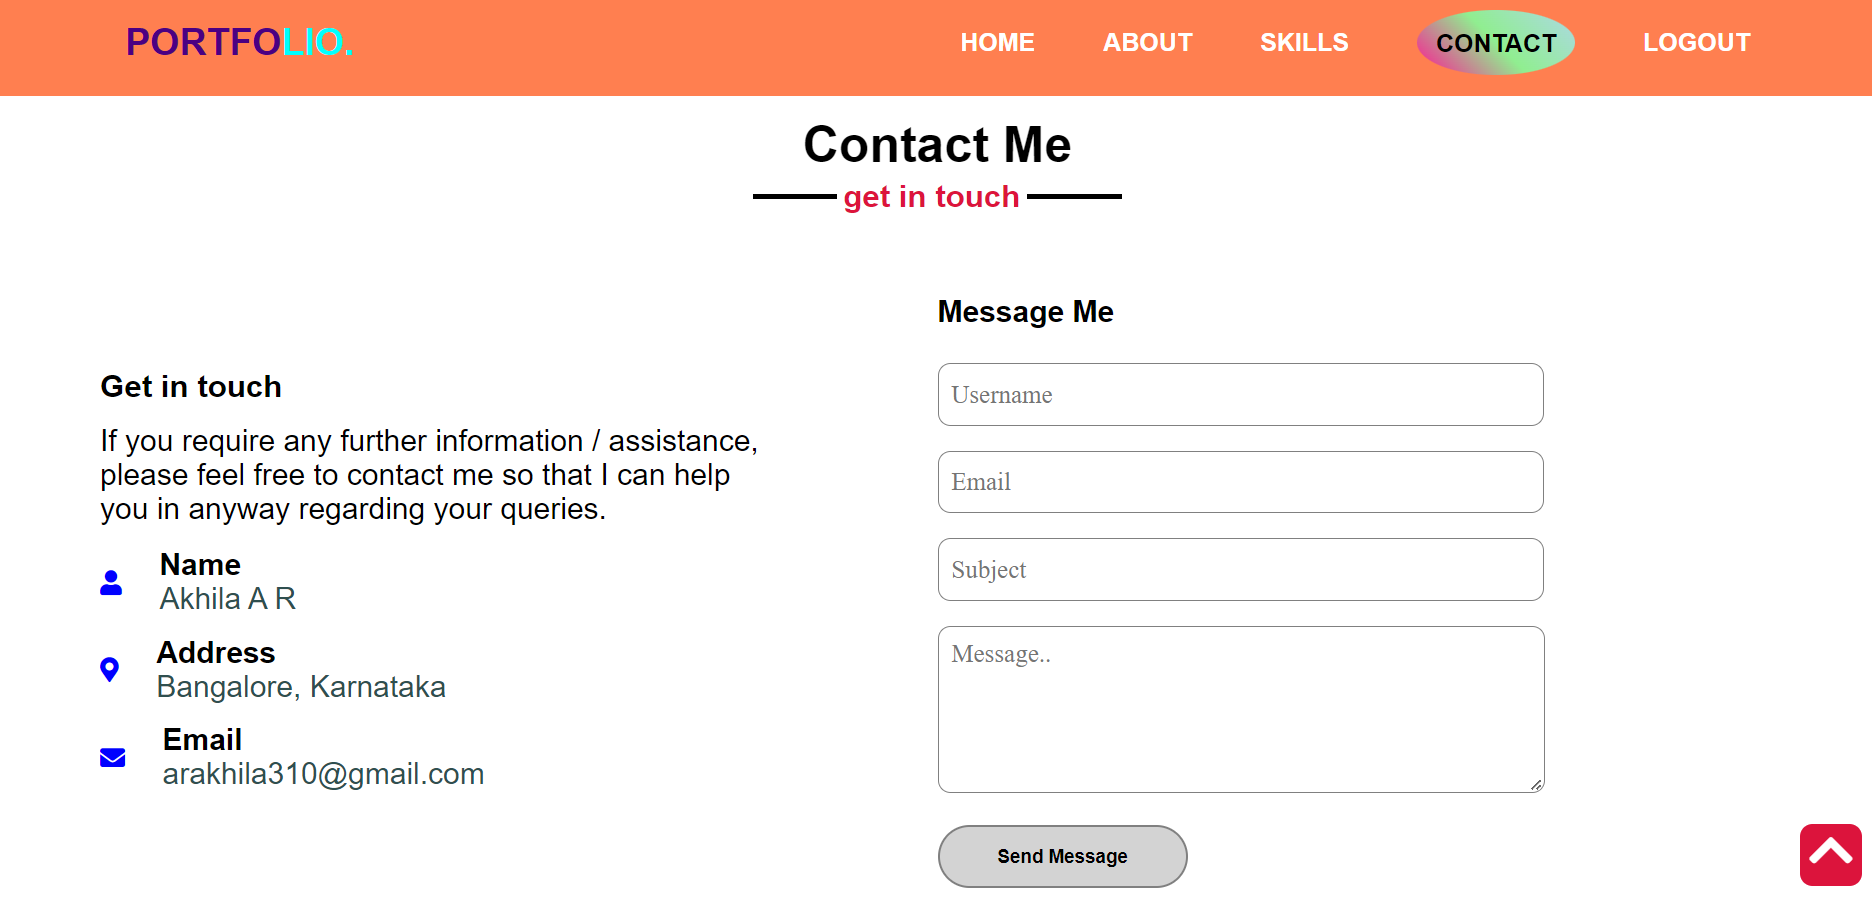 PORTFOLIO.
HOME ABOUT SKILLS CONTACT LOGOUT
Contact Me
get in touch
Get in touch
If you require any further information / assistance,
please feel free to contact me so that I can help
you in anyway regarding your queries.
Name
Akhila A R
Address
Bangalore, Karnataka
Email
arakhila310@gmail.com
Message Me
Username
Email
Subject
Message..
Send Message